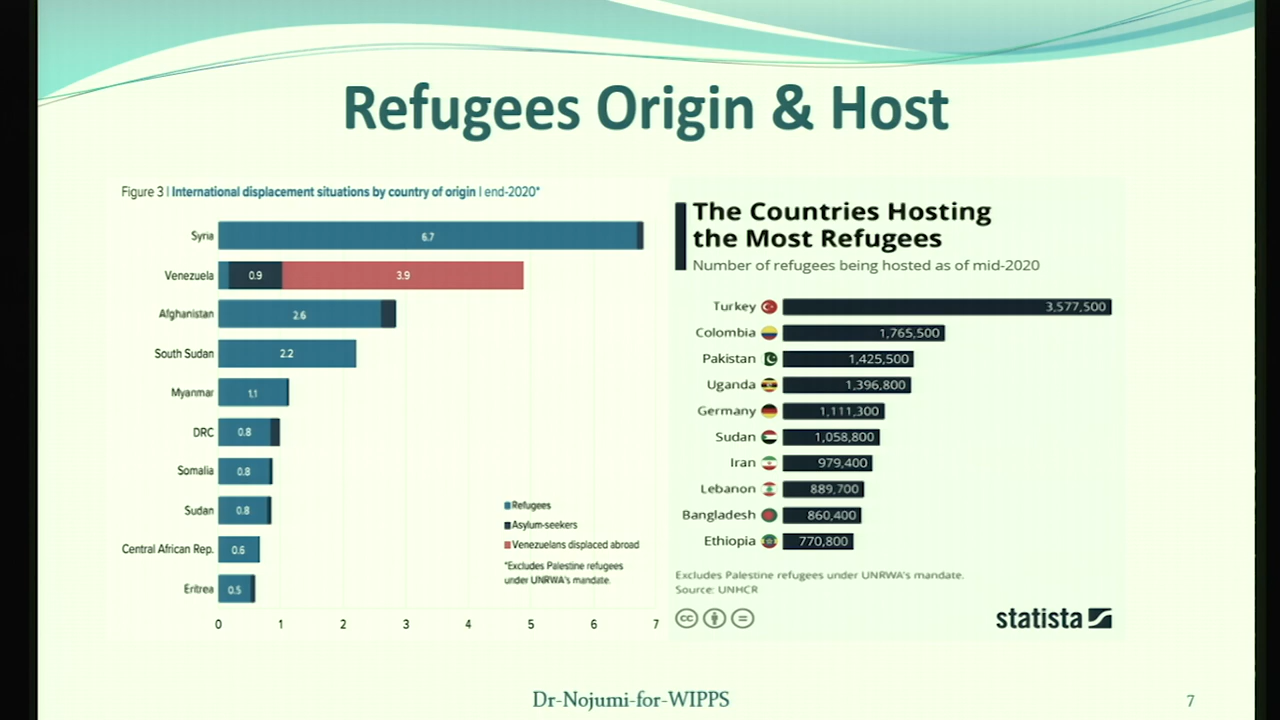 Refugees Origin & Host
Figure 3 | International displacement situations by country of origin | end-2020*
Syria 6.7
Venezuela 0.9 3.9
Afghanistan 2.6
South Sudan 2.2
Myanmar 1.1
DRC 0.8
Somalia 0.8
Sudan 0.8
Central African Rep. 0.6
Eritrea 0.5
0 1 2 3 4 5 6 7
Refugees
Asylum-seekers
Venezuelans displaced abroad
*Excludes Palestine refugees
under UNRWA's mandate.
The Countries Hosting
the Most Refugees
Number of refugees being hosted as of mid-2020
Turkey 3,577,500
Colombia 1,765,500
Pakistan 1,425,500
Uganda 1,396,800
Germany 1,111,300
Sudan 1,058,800
Iran 979,400
Lebanon 889,700
Bangladesh 860,400
Ethiopia 770,800
Excludes Palestine refugees under UNRWA's mandate.
Source: UNHCR
cc
statista
Dr-Nojumi-for-WIPPS
7